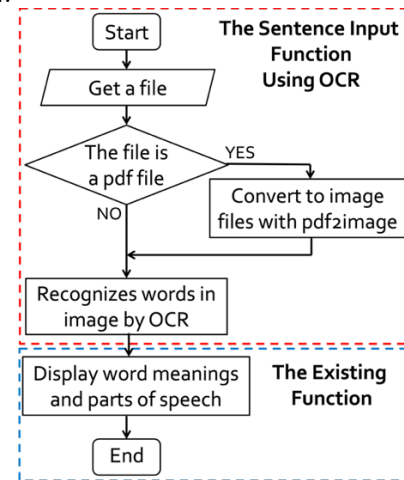 Start
The Sentence Input
Function
Using OCR
Get a file
The file is
a pdf file
YES
NO
Convert to image
files with pdf2image
Recognizes words in
image by OCR
Display word meanings
and parts of speech
The Existing
Function
End